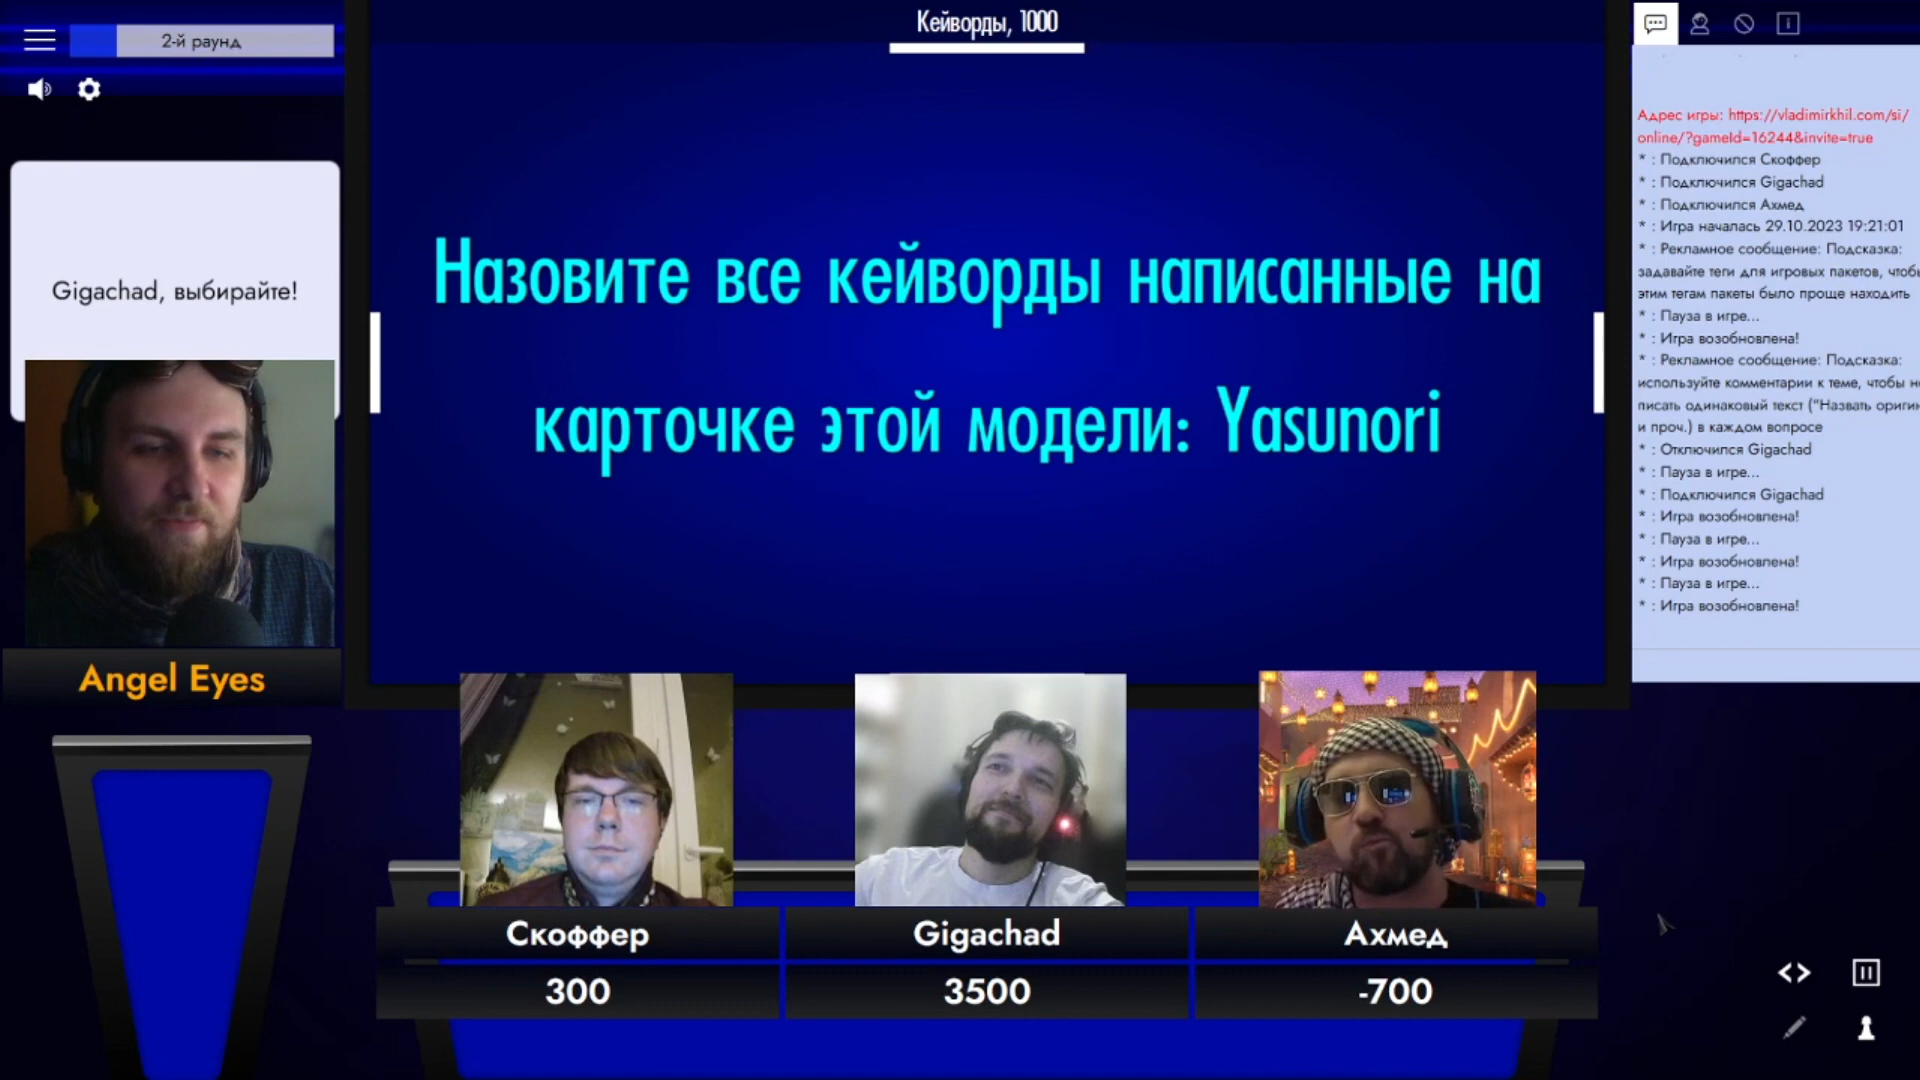 2-й раунд
Gigachad, выбирайте!
Angel Eyes
Кейворды, 1000
Назовите все кейворды написанные на
карточке этой модели: Yasunori
Скоффер
300
Gigachad
3500
Ахмед
-700
Адрес игры: https://vladimirkhil.com/si/
online/?gameId=16244&invite=true
* : Подключился Скоффер
* : Подключился Gigachad
* : Подключился Ахмед
* : Игра началась 29.10.2023 19:21:01
* : Рекламное сообщение: Подсказка:
задавайте теги для игровых пакетов, чтобы
этим тегам пакеты было проще находить
* : Пауза в игре...
* : Игра возобновлена!
* : Рекламное сообщение: Подсказка:
используйте комментарии к теме, чтобы
писать одинаковый текст ("Назвать
и проч.) в каждом вопросе
* : Отключился Gigachad
* : Пауза в игре...
* : Подключился Gigachad
* : Игра возобновлена!
* : Пауза в игре...
* : Игра возобновлена!
* : Пауза в игре...
* : Игра возобновлена!